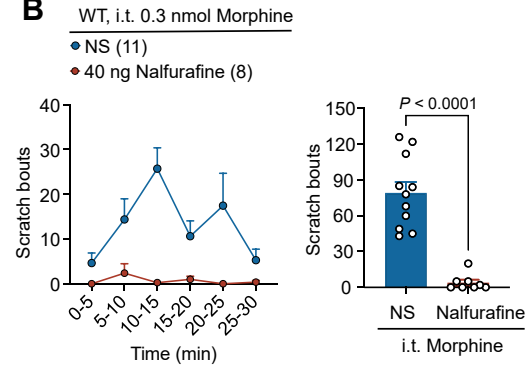 B
WT, i.t. 0.3 nmol Morphine
NS (11)
40 ng Nalfurafine (8)
Scratch bouts
40
30
20
10
0
0-5
5-10
10-15
15-20
20-25
25-30
Time (min)
Scratch bouts
150
120
90
60
30
0
P < 0.0001
NS
Nalfurafine
i.t. Morphine